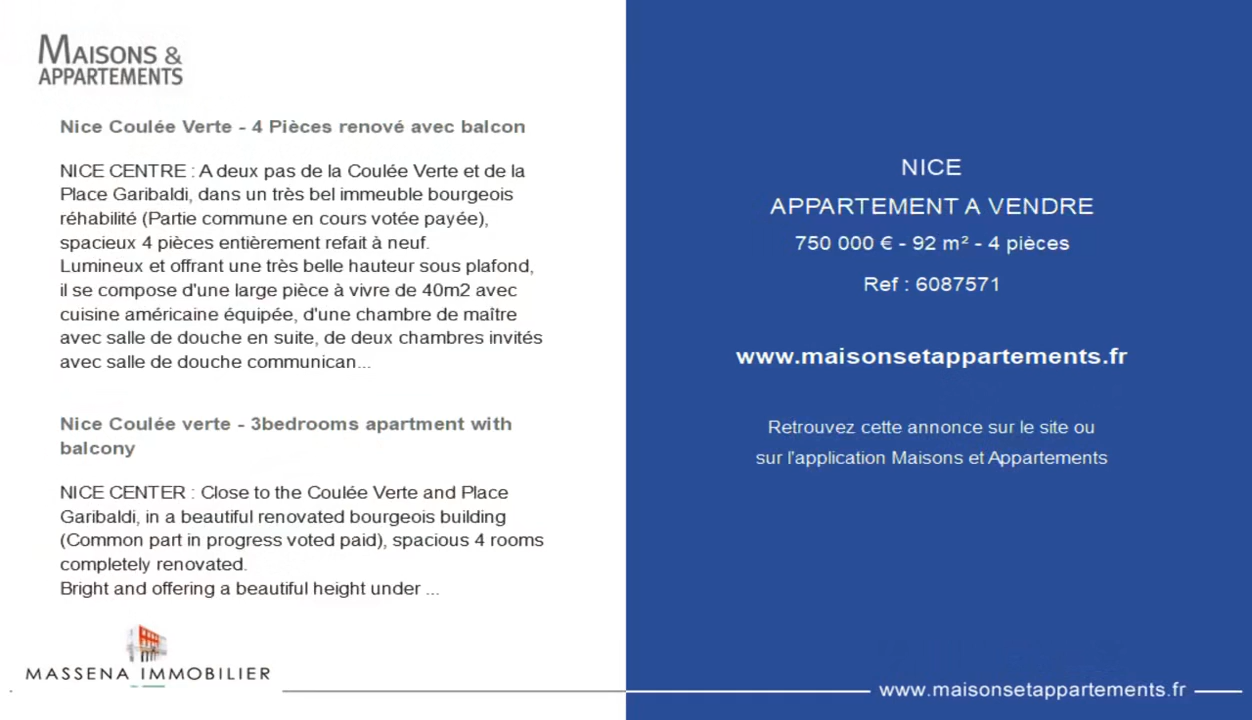 MAISONS &
APPARTEMENTS
Nice Coulée Verte - 4 Pièces renové avec balcon
NICE CENTRE : A deux pas de la Coulée Verte et de la
Place Garibaldi, dans un très bel immeuble bourgeois
réhabilité (Partie commune en cours votée payée),
spacieux 4 pièces entièrement refait à neuf.
Lumineux et offrant une très belle hauteur sous plafond,
il se compose d'une large pièce à vivre de 40m2 avec
cuisine américaine équipée, d'une chambre de maître
avec salle de douche en suite, de deux chambres invités
avec salle de douche communican...
Nice Coulée verte - 3bedrooms apartment with
balcony
NICE CENTER : Close to the Coulée Verte and Place
Garibaldi, in a beautiful renovated bourgeois building
(Common part in progress voted paid), spacious 4 rooms
completely renovated.
Bright and offering a beautiful height under ...
MASSENA IMMOBILIER
NICE
APPARTEMENT A VENDRE
750 000 € - 92 m² - 4 pièces
Ref : 6087571
www.maisonsetappartements.fr
Retrouvez cette annonce sur le site ou
sur l'application Maisons et Appartements
www.maisonsetappartements.fr